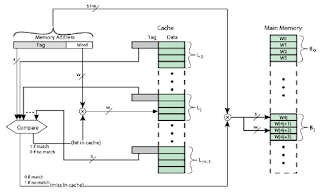 s+w
Memory Address
Tag
Word
Cache
Tag
Data
Main Memory
L0
W0
W1
W2
W3
B0
s
w
Lj
s
w
W4j
W(4j+1)
W(4j+2)
W(4j+3)
Bj
Compare
(hit in cache)
1 if match
0 if no match
s
Lm-1
0 if match
1 if no match
(miss in cache)